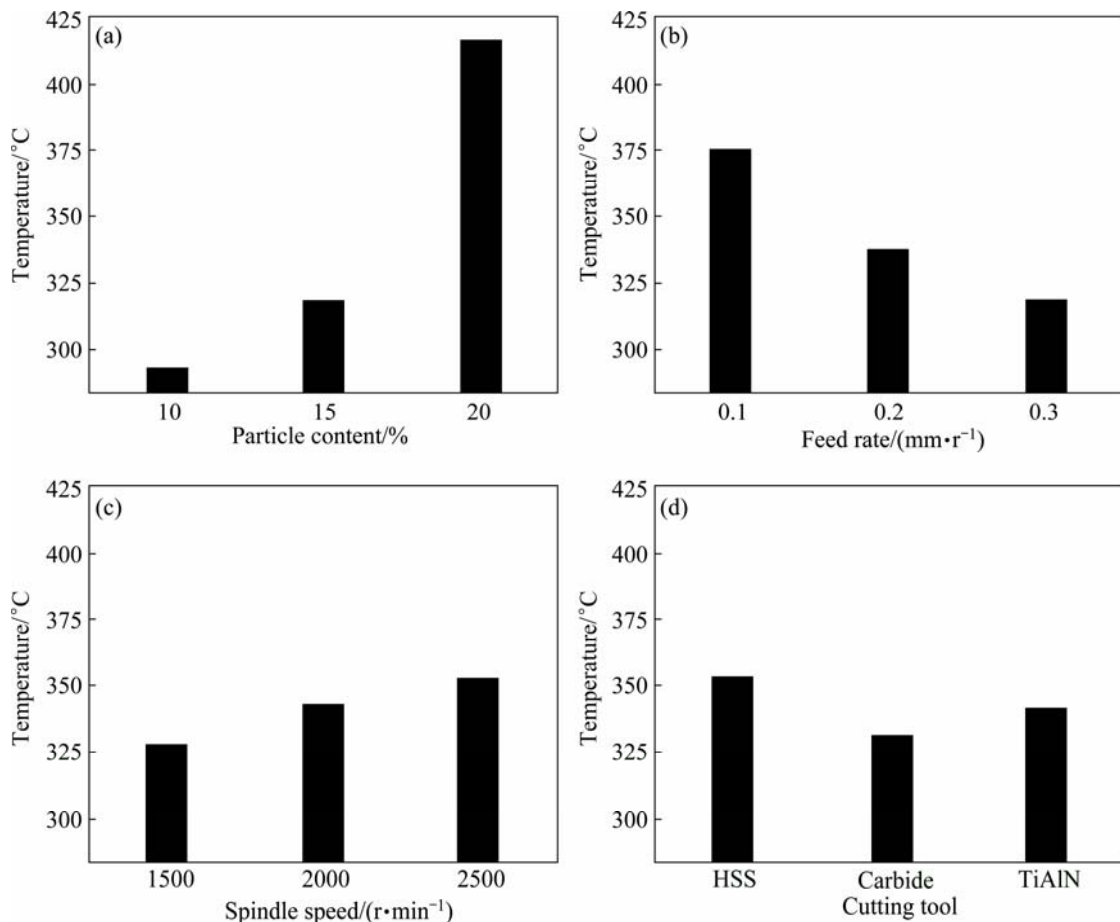 (a)
425
400
375
350
325
300
Temperature/°C
10 15 20
Particle content/%
(b)
425
400
375
350
325
300
Temperature/°C
0.1 0.2 0.3
Feed rate/(mm•r⁻¹)
(c)
425
400
375
350
325
300
Temperature/°C
1500 2000 2500
Spindle speed/(r•min⁻¹)
(d)
425
400
375
350
325
300
Temperature/°C
HSS Carbide TiAlN
Cutting tool